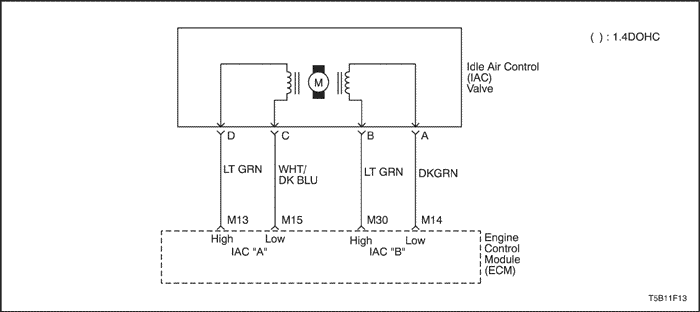 ( ) : 1.4DOHC
Idle Air Control
(IAC)
Valve
M
D C B A
LT GRN WHT/ LT GRN DKGRN
DK BLU
M13 M15 M30 M14
High Low High Low
IAC "A" IAC "B"
Engine
Control
Module
(ECM)
T5B11F13